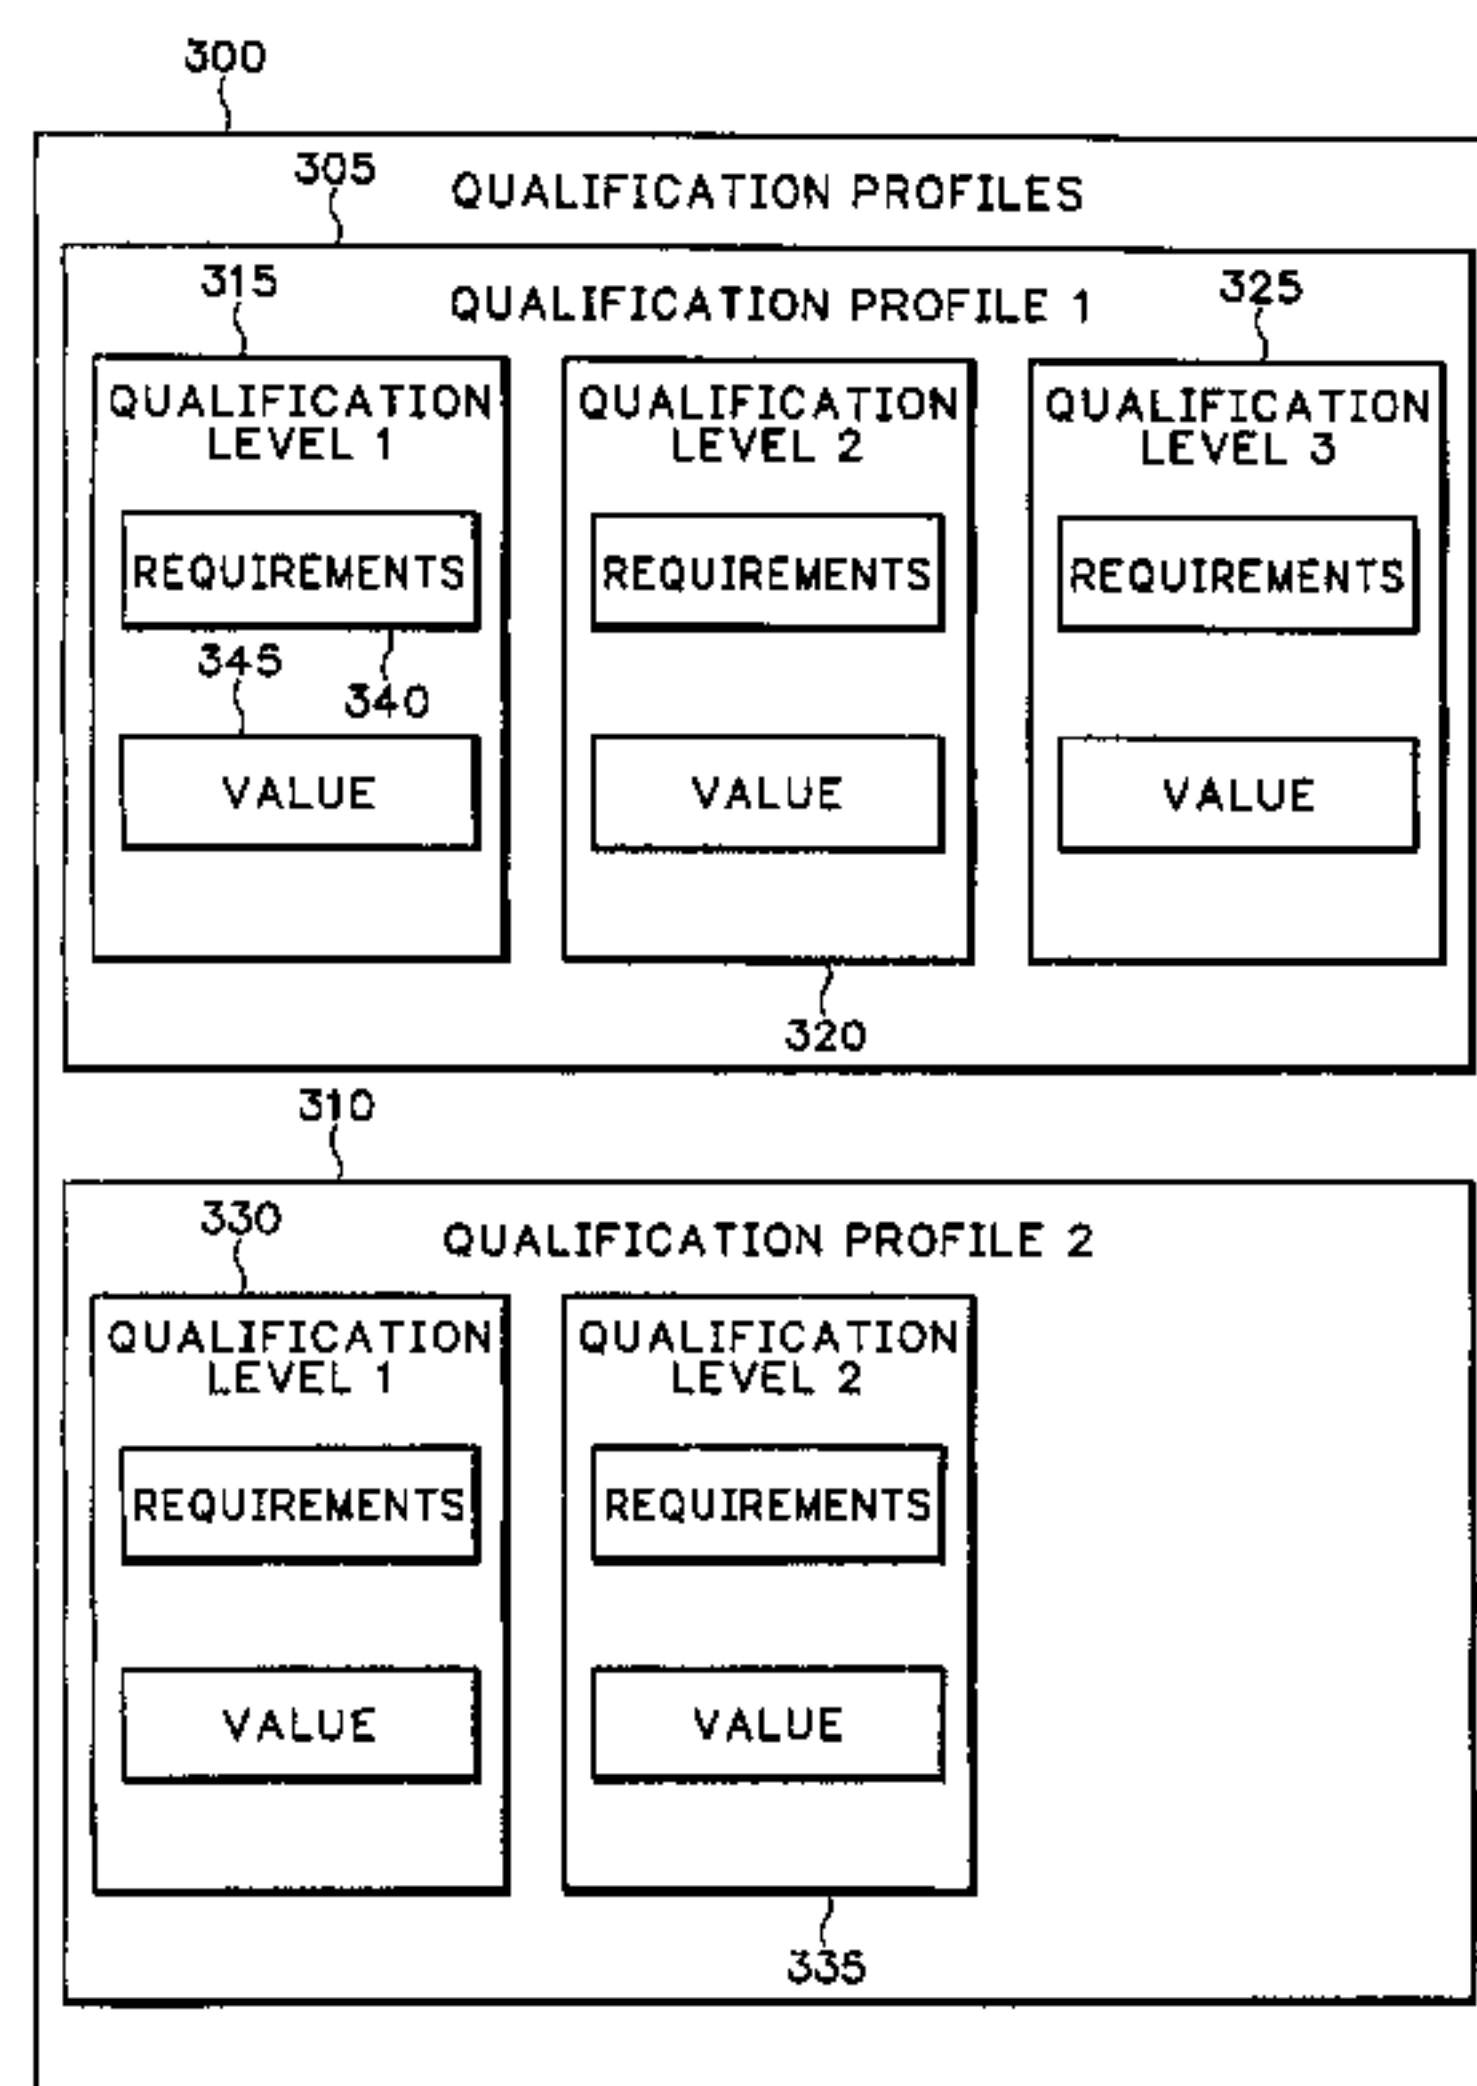 300
305
QUALIFICATION PROFILES
315
QUALIFICATION PROFILE 1
325
QUALIFICATION
LEVEL 1
QUALIFICATION
LEVEL 2
QUALIFICATION
LEVEL 3
REQUIREMENTS
REQUIREMENTS
REQUIREMENTS
345
340
VALUE
VALUE
VALUE
320
310
330
QUALIFICATION PROFILE 2
QUALIFICATION
LEVEL 1
QUALIFICATION
LEVEL 2
REQUIREMENTS
REQUIREMENTS
VALUE
VALUE
335